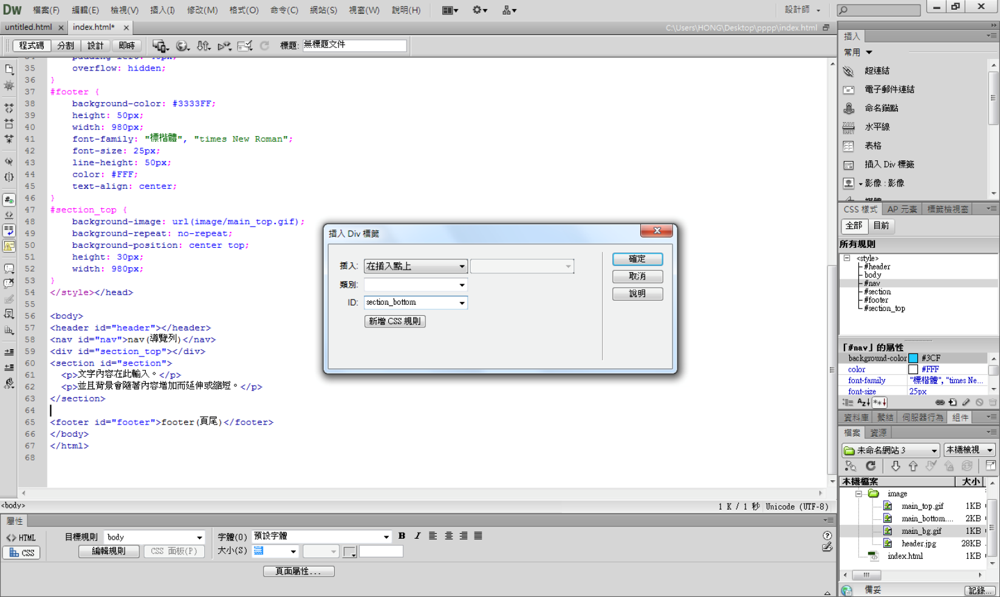 Dw 檔案(F) 編輯(E) 檢視(V) 插入(I) 修改(M) 格式(O) 命令(C) 網站(S) 視窗(W) 說明(H) 設計師
untitled.html × index.html* × C:\Users\HONG\Desktop\pppp\index.html
程式碼 分割 設計 即時 標題: 無標題文件
35 overflow: hidden;
36 }
37 #footer {
38 background-color: #3333FF;
39 height: 50px;
40 width: 980px;
41 font-family: "標楷體", "times New Roman";
42 font-size: 25px;
43 line-height: 50px;
44 color: #FFF;
45 text-align: center;
46 }
47 #section_top {
48 background-image: url(image/main_top.gif);
49 background-repeat: no-repeat;
50 background-position: center top;
51 height: 30px;
52 width: 980px;
53 }
54 </style></head>
55
56 <body>
57 <header id="header"></header>
58 <nav id="nav">nav(導覽列)</nav>
59 <div id="section_top"></div>
60 <section id="section">
61 <p>文字內容在此輸入。</p>
62 <p>並且背景會隨著內容增加而延伸或縮短。</p>
63 </section>
64
65 <footer id="footer">footer(頁尾)</footer>
66 </body>
67 </html>
68
<body> 1 K / 1 秒 Unicode (UTF-8)
插入 Div 標籤
插入: 在插入點上
類別:
ID: section_bottom
新增 CSS 規則
確定
取消
說明
插入
常用
超連結
電子郵件連結
命名錨點
水平線
表格
插入 Div 標籤
影像 : 影像
CSS 樣式 AP 元素 標籤檢視窗
全部 目前
所有規則
<style>
#header
body
#nav
#section
#footer
#section_top
「#nav」的屬性
background-color #3CF
color #FFF
font-family "標楷體", "times Ne...
font-size 25px
資料庫 繫結 伺服器行為 組件
檔案 資源
未命名網站 3 本機檢視
本機檔案 大小
image
main_top.gif 1KB
main_bottom.... 2KB
main_bg.gif 1KB
header.jpg 28KB
index.html 1KB
備妥 記錄...
屬性
<> HTML 目標規則 body 字體(O) 預設字體 B I
CSS 編輯規則 CSS 面板(P) 大小(S) 無
頁面屬性...